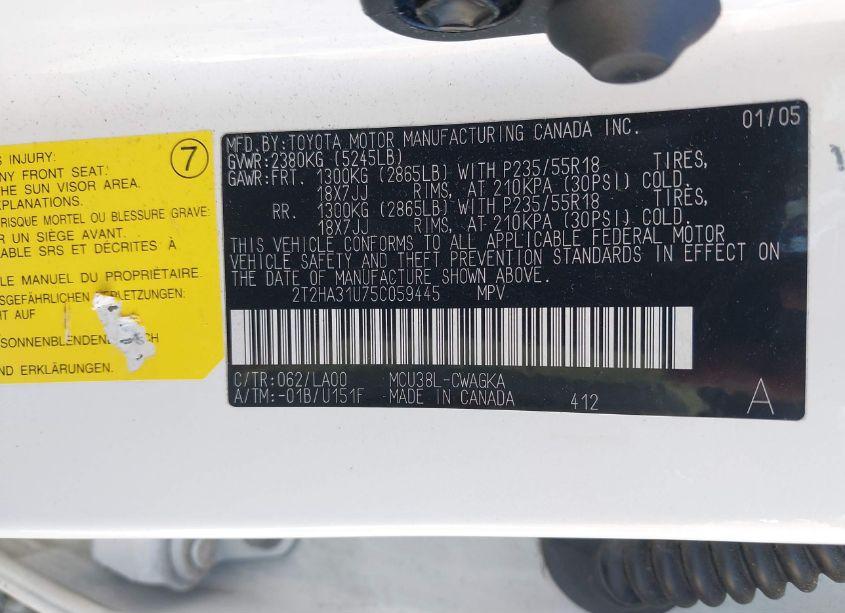 S INJURY:
NY FRONT SEAT.
HE SUN VISOR AREA.
XPLANATIONS.
RISQUE MORTEL OU BLESSURE GRAVE:
R UN SIÈGE AVANT.
ABLE SRS ET DÉCRITES À
LE MANUEL DU PROPRIÉTAIRE.
SGEFÄHRLICHEN
HT AUF
SONNENBLENDENBE
ND ERKLÄRUNGEN.
7
MFD.BY:TOYOTA MOTOR MANUFACTURING CANADA INC. 01/05
GVWR:2380KG (5245LB)
GAWR:FRT. 1300KG (2865LB) WITH P235/55R18 TIRES,
18X7JJ RIMS, AT 210KPA (30PSI) COLD.
RR. 1300KG (2865LB) WITH P235/55R18 TIRES,
18X7JJ RIMS, AT 210KPA (30PSI) COLD.
THIS VEHICLE CONFORMS TO ALL APPLICABLE FEDERAL MOTOR
VEHICLE SAFETY AND THEFT PREVENTION STANDARDS IN EFFECT ON
THE DATE OF MANUFACTURE SHOWN ABOVE.
2T2HA31U75C059445 MPV
C/TR:062/LA00 MCU38L-CWAGKA
A/TM:-01B/U151F MADE IN CANADA 412 A